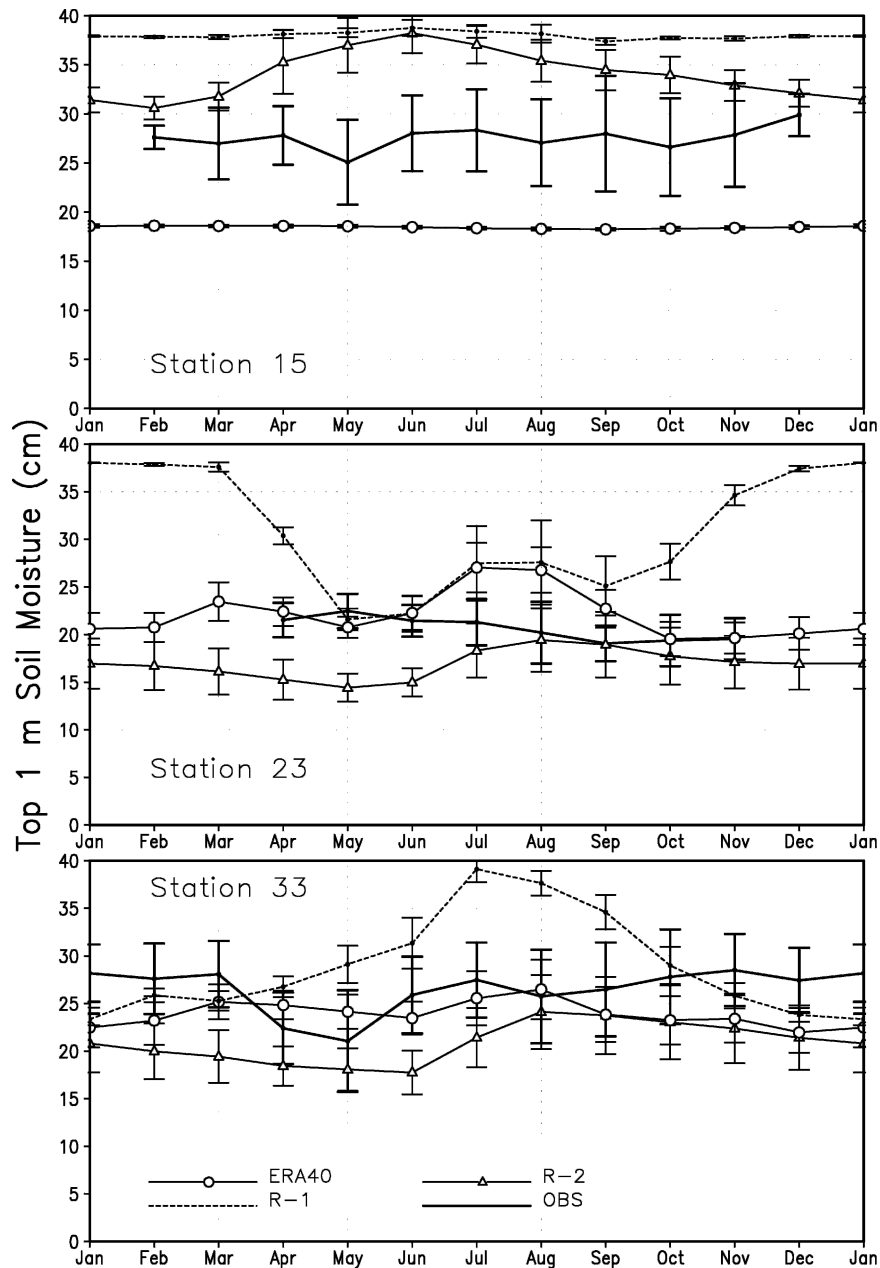 Top 1 m Soil Moisture (cm)
40
35
30
25
20
15
10
5
0
Station 15
Jan Feb Mar Apr May Jun Jul Aug Sep Oct Nov Dec Jan
40
35
30
25
20
15
10
5
0
Station 23
Jan Feb Mar Apr May Jun Jul Aug Sep Oct Nov Dec Jan
40
35
30
25
20
15
10
5
0
Station 33
ERA40
R-2
R-1
OBS
Jan Feb Mar Apr May Jun Jul Aug Sep Oct Nov Dec Jan